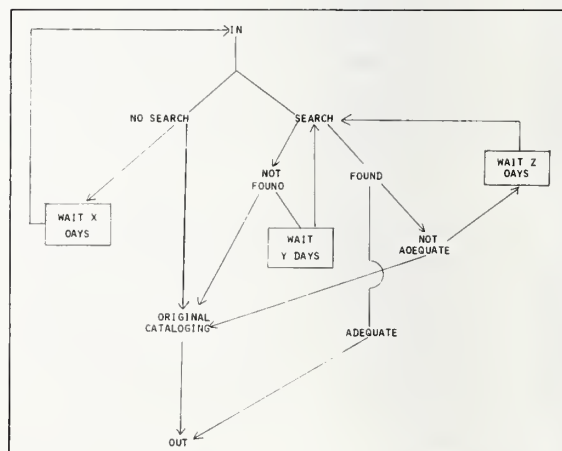 IN
NO SEARCH
SEARCH
NOT
FOUNO
FOUND
WAIT Z
OAYS
WAIT X
OAYS
WAIT
Y DAYS
NOT
AOEQUATE
ORIGINAL
CATALOGING
ADEQUATE
OUT